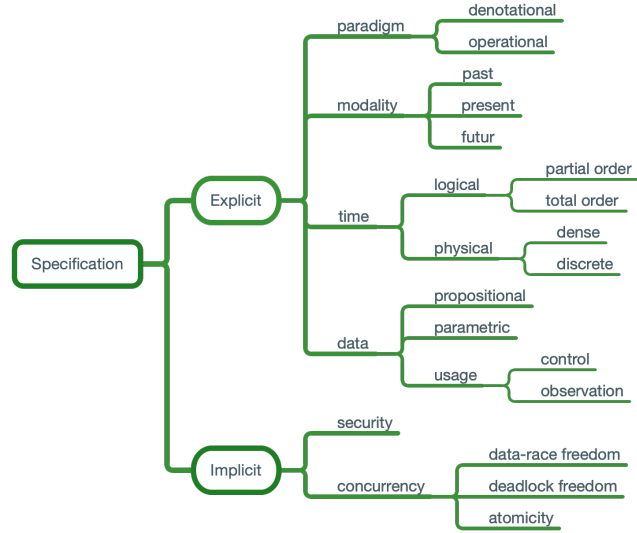 Specification
Explicit
paradigm
denotational
operational
modality
past
present
futur
time
logical
partial order
total order
physical
dense
discrete
data
propositional
parametric
usage
control
observation
Implicit
security
concurrency
data-race freedom
deadlock freedom
atomicity